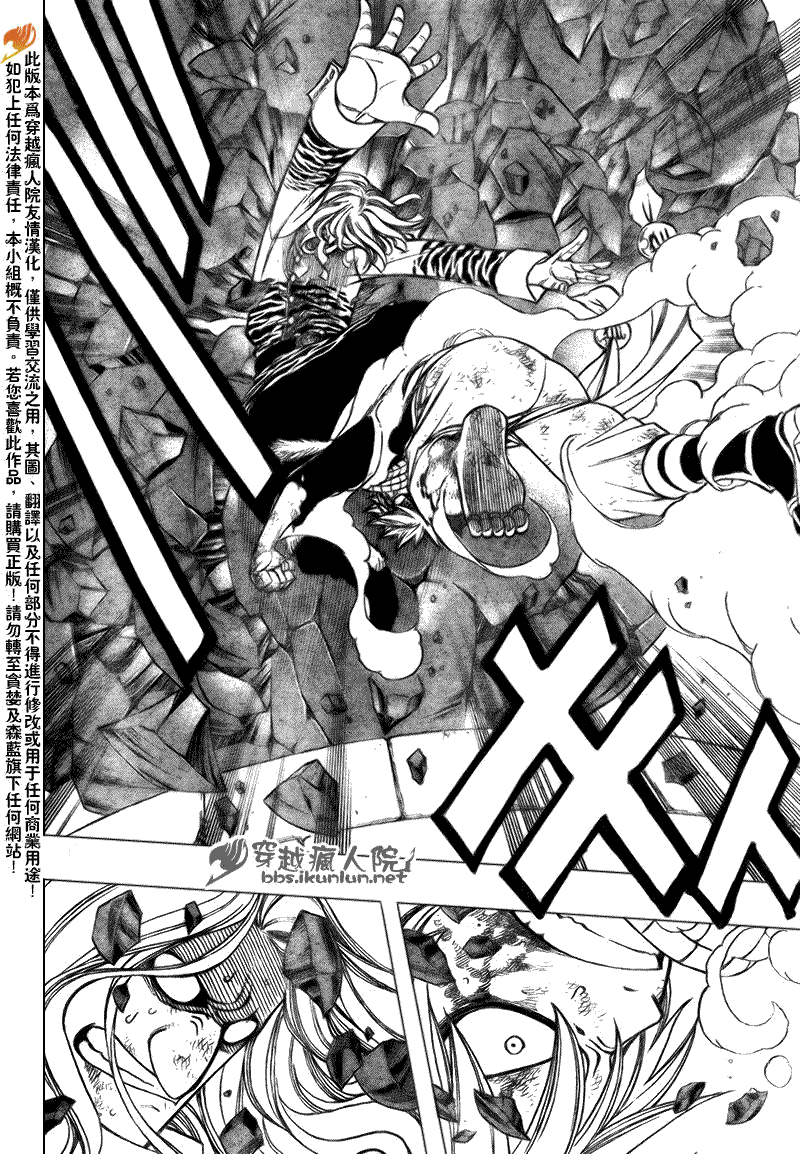 此版本爲穿越瘋人院友情漢化，僅供學習交流之用，其圖、翻譯以及任何部分不得進行修改或用于任何商業用途！
如犯上任何法律責任，本小組概不負責。若您喜歡此作品，請購買正版！請勿轉至貪婪及森藍旗下任何網站！
穿越瘋人院
bbs.ikunlun.net